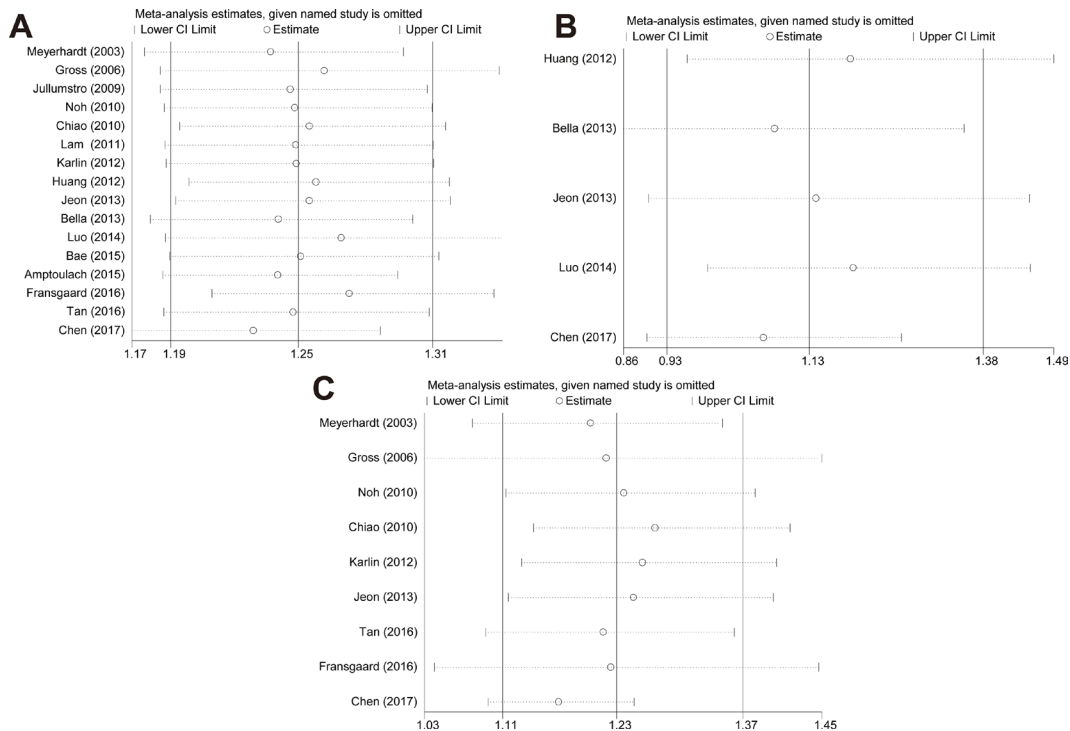 A
Meta-analysis estimates, given named study is omitted
Lower CI Limit Estimate Upper CI Limit
Meyerhardt (2003)
Gross (2006)
Jullumstro (2009)
Noh (2010)
Chiao (2010)
Lam (2011)
Karlin (2012)
Huang (2012)
Jeon (2013)
Bella (2013)
Luo (2014)
Bae (2015)
Amptoulach (2015)
Fransgaard (2016)
Tan (2016)
Chen (2017)
1.17 1.19 1.25 1.31
B
Meta-analysis estimates, given named study is omitted
Lower CI Limit Estimate Upper CI Limit
Huang (2012)
Bella (2013)
Jeon (2013)
Luo (2014)
Chen (2017)
0.86 0.93 1.13 1.38 1.49
C
Meta-analysis estimates, given named study is omitted
Lower CI Limit Estimate Upper CI Limit
Meyerhardt (2003)
Gross (2006)
Noh (2010)
Chiao (2010)
Karlin (2012)
Jeon (2013)
Tan (2016)
Fransgaard (2016)
Chen (2017)
1.03 1.11 1.23 1.37 1.45